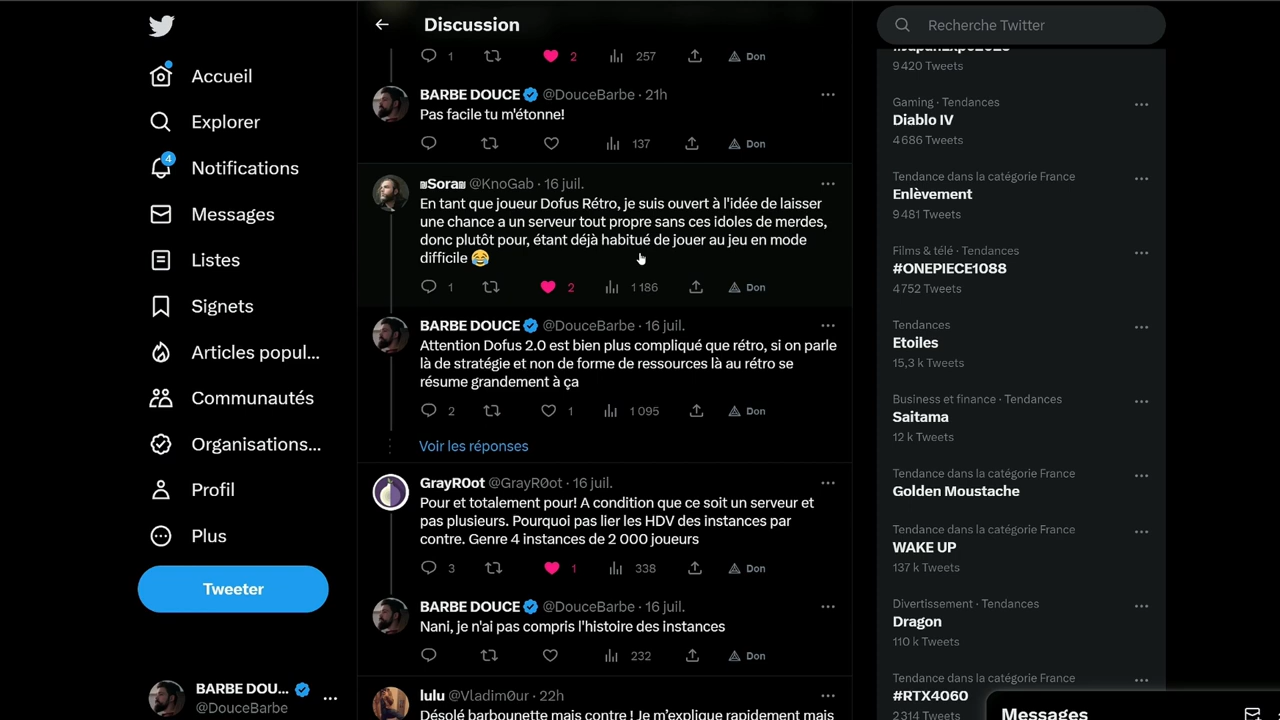 Accueil
Explorer
4
Notifications
Messages
Listes
Signets
Articles popul...
Communautés
Organisations...
Profil
Plus
Tweeter
BARBE DOU...
@DouceBarbe
Discussion
1 2 257 Don
BARBE DOUCE @DouceBarbe · 21h
Pas facile tu m'étonne!
137 Don
Sora @KnoGab · 16 juil.
En tant que joueur Dofus Rétro, je suis ouvert à l'idée de laisser
une chance a un serveur tout propre sans ces idoles de merdes,
donc plutôt pour, étant déjà habitué de jouer au jeu en mode
difficile 😂
1 2 1 186 Don
BARBE DOUCE @DouceBarbe · 16 juil.
Attention Dofus 2.0 est bien plus compliqué que rétro, si on parle
là de stratégie et non de forme de ressources là au rétro se
résume grandement à ça
2 1 1 095 Don
Voir les réponses
GrayR0ot @GrayR0ot · 16 juil.
Pour et totalement pour! A condition que ce soit un serveur et
pas plusieurs. Pourquoi pas lier les HDV des instances par
contre. Genre 4 instances de 2 000 joueurs
3 1 338 Don
BARBE DOUCE @DouceBarbe · 16 juil.
Nani, je n'ai pas compris l'histoire des instances
232 Don
lulu @Vladim0ur · 22h
Désolé barbounette mais contre ! Je m'explique rapidement mais
Recherche Twitter
#JapanExpo2023
9 420 Tweets
Gaming · Tendances
Diablo IV
4 686 Tweets
Tendance dans la catégorie France
Enlèvement
9 481 Tweets
Films & télé · Tendances
#ONEPIECE1088
4 752 Tweets
Tendances
Etoiles
15,3 k Tweets
Business et finance · Tendances
Saitama
12 k Tweets
Tendance dans la catégorie France
Golden Moustache
Tendance dans la catégorie France
WAKE UP
137 k Tweets
Divertissement · Tendances
Dragon
110 k Tweets
Tendance dans la catégorie France
#RTX4060
2 314 Tweets
Messages